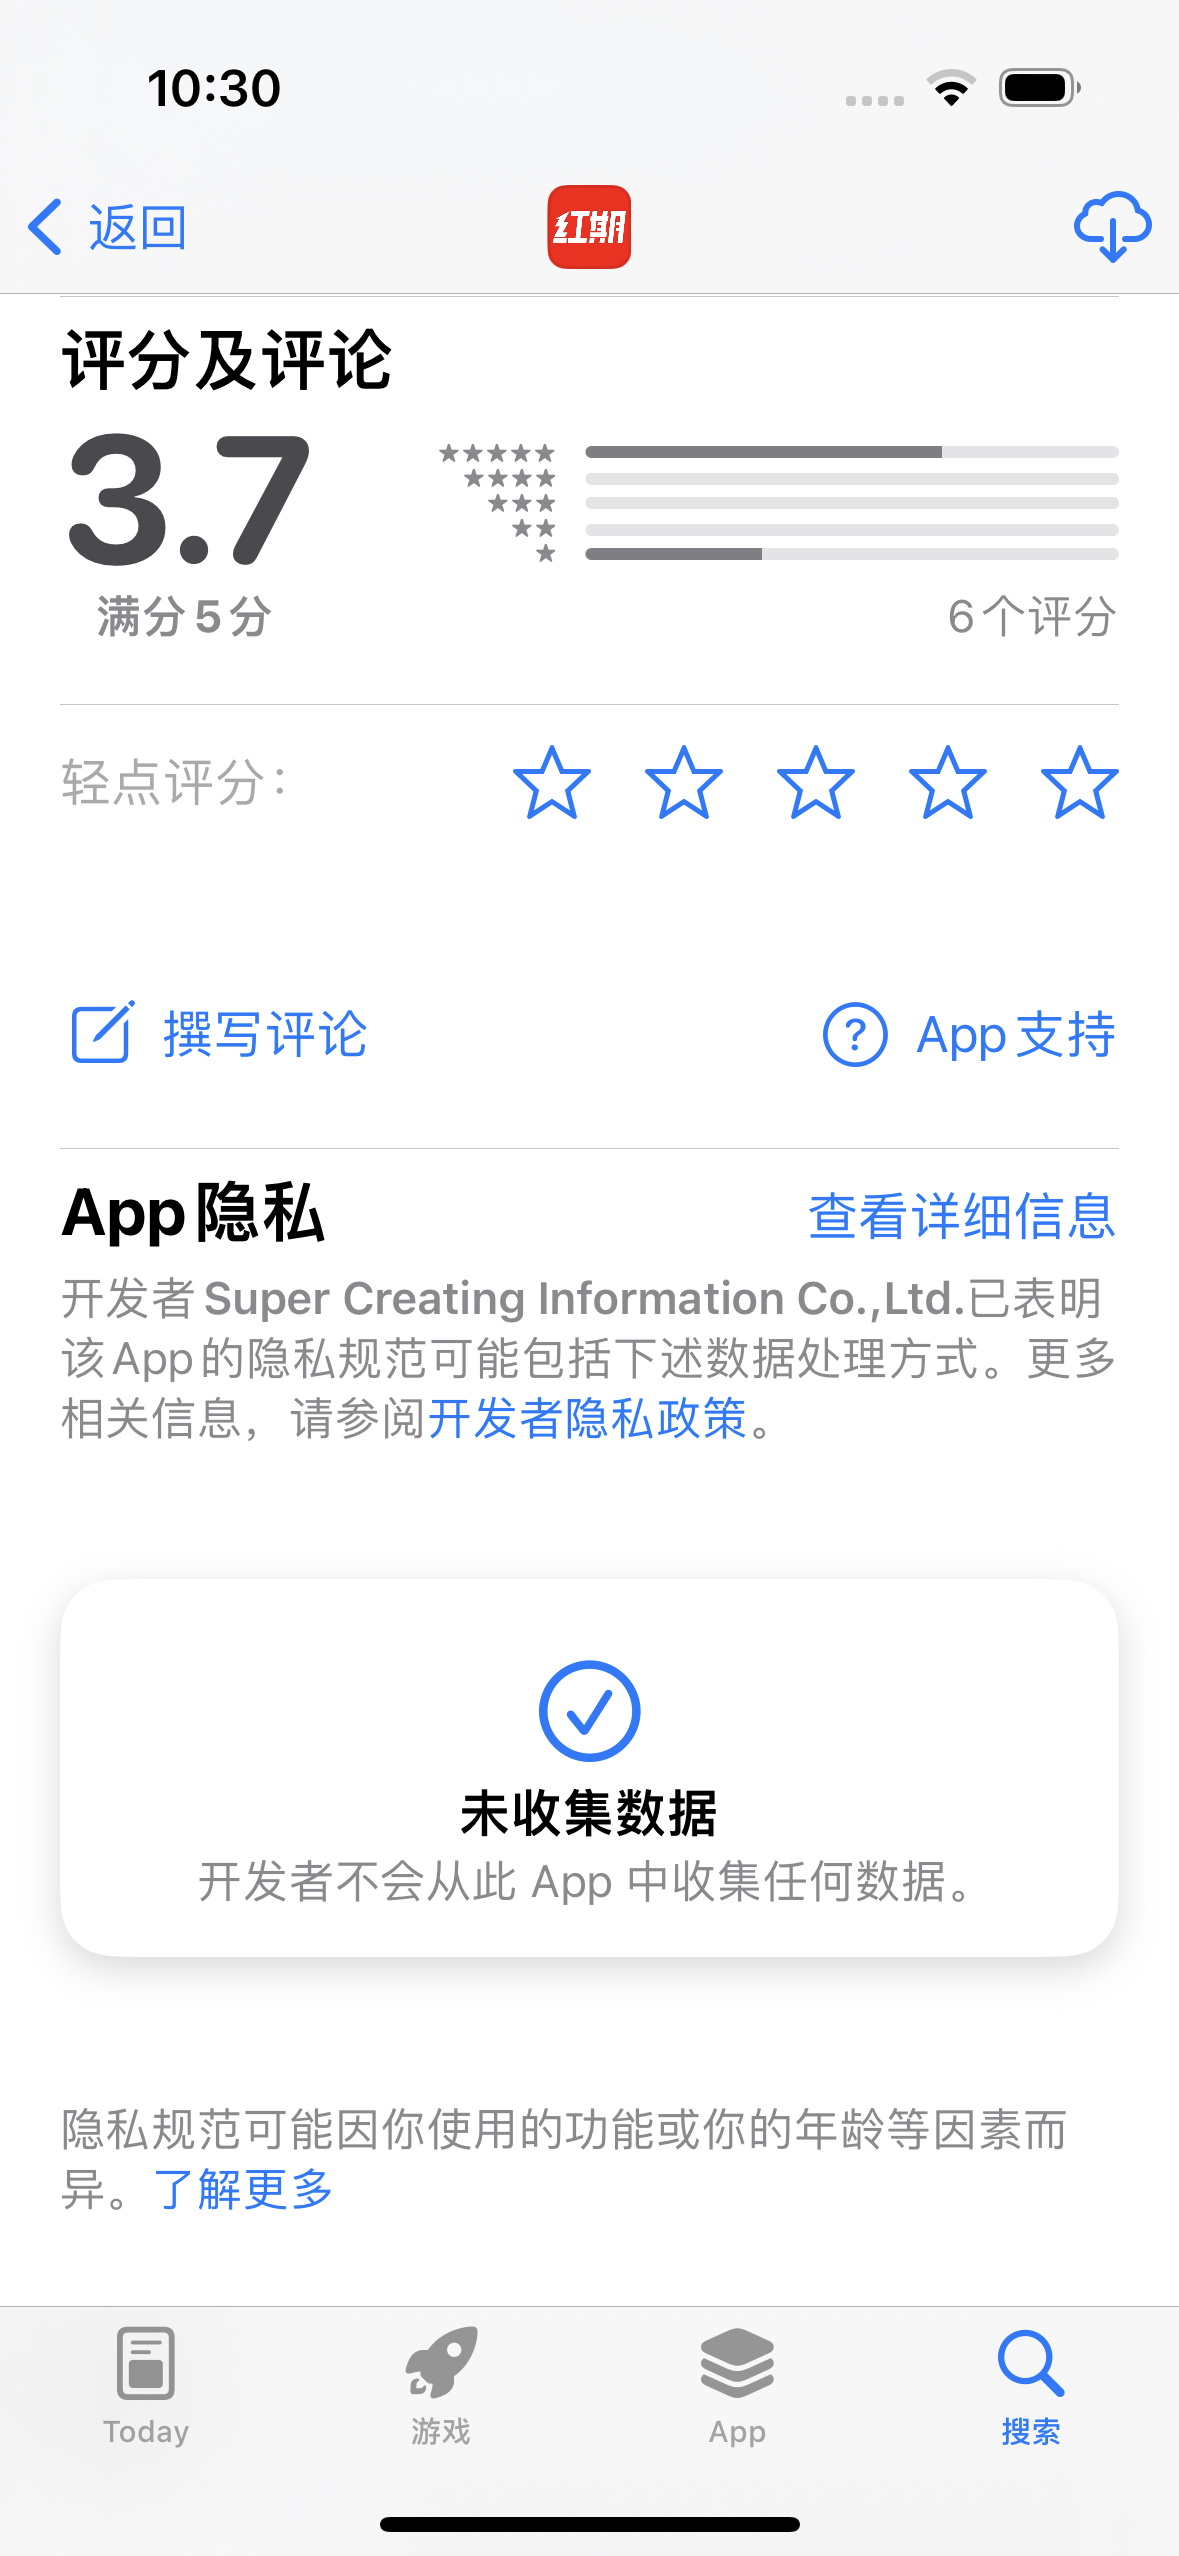 10:30
返回
红期
评分及评论
3.7
满分 5 分
6 个评分
轻点评分：
撰写评论
App 支持
App 隐私
查看详细信息
开发者 Super Creating Information Co.,Ltd.已表明
该 App 的隐私规范可能包括下述数据处理方式。更多
相关信息，请参阅开发者隐私政策。
未收集数据
开发者不会从此 App 中收集任何数据。
隐私规范可能因你使用的功能或你的年龄等因素而
异。了解更多
Today
游戏
App
搜索